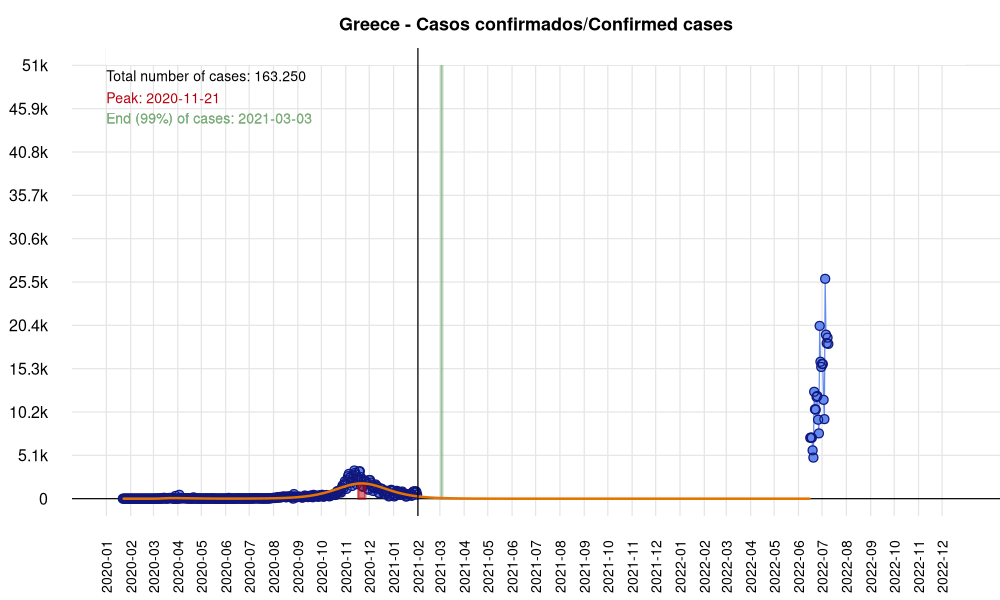 Greece - Casos confirmados/Confirmed cases
Total number of cases: 163.250
Peak: 2020-11-21
End (99%) of cases: 2021-03-03
51k
45.9k
40.8k
35.7k
30.6k
25.5k
20.4k
15.3k
10.2k
5.1k
0
2020-01
2020-02
2020-03
2020-04
2020-05
2020-06
2020-07
2020-08
2020-09
2020-10
2020-11
2020-12
2021-01
2021-02
2021-03
2021-04
2021-05
2021-06
2021-07
2021-08
2021-09
2021-10
2021-11
2021-12
2022-01
2022-02
2022-03
2022-04
2022-05
2022-06
2022-07
2022-08
2022-09
2022-10
2022-11
2022-12